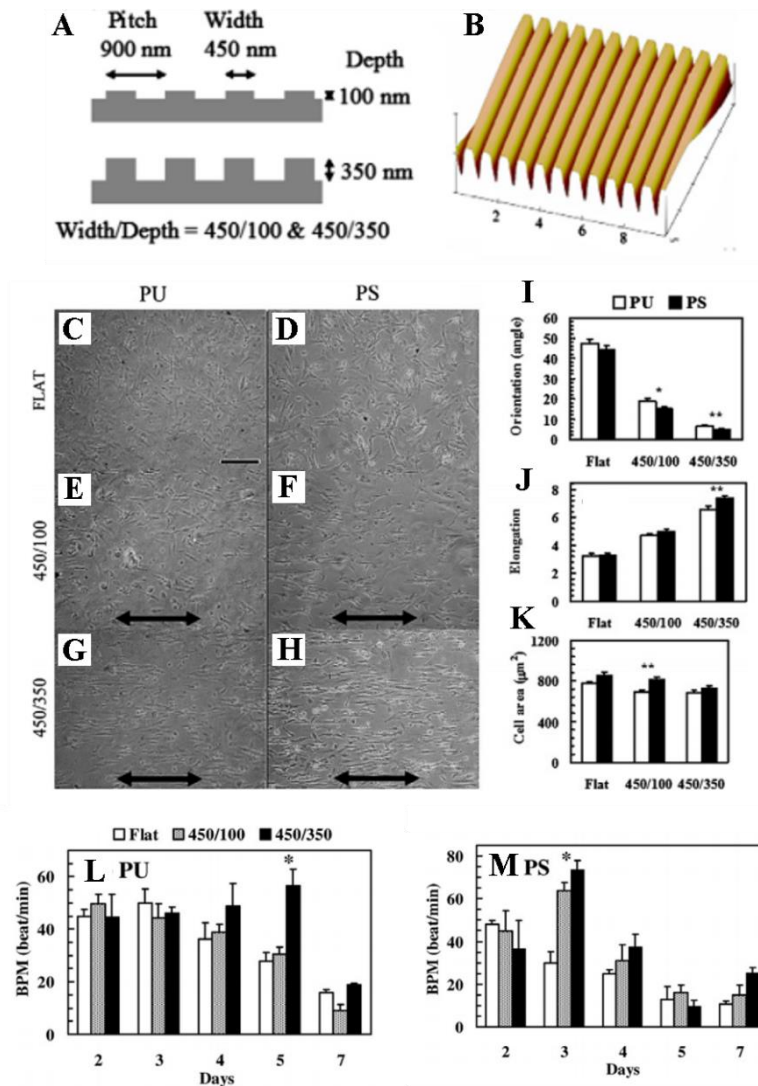 A
Pitch
900 nm
Width
450 nm
Depth
100 nm
350 nm
Width/Depth = 450/100 & 450/350
B
2
4
6
8
PU
PS
FLAT
C
D
450/100
E
F
450/350
G
H
I
PU PS
Orientation (angle)
60
50
40
30
20
10
0
*
**
Flat 450/100 450/350
J
Elongation
8
6
4
2
0
**
Flat 450/100 450/350
K
Cell area (μm²)
1200
800
400
0
**
Flat 450/100 450/350
Flat 450/100 450/350
L PU
BPM (beat/min)
60
40
20
0
*
2 3 4 5 7
Days
M PS
BPM (beat/min)
80
60
40
20
0
*
2 3 4 5 7
Days